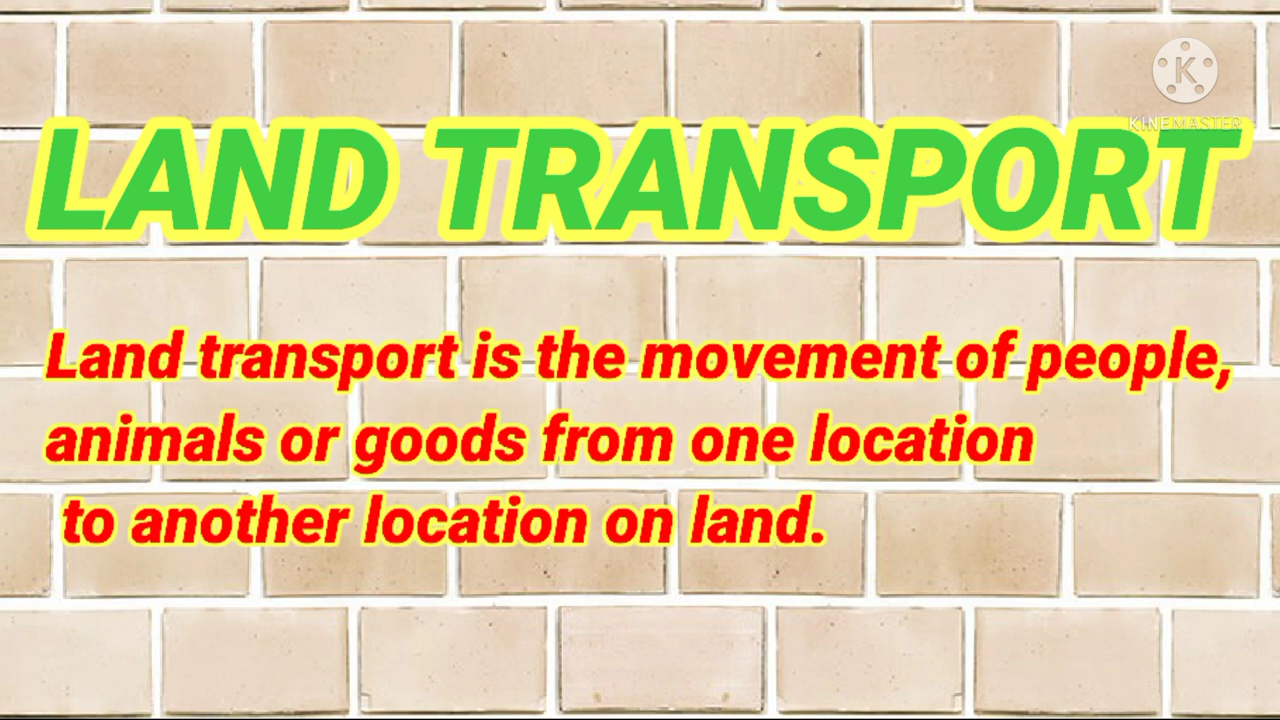 K
KINEMASTER
LAND TRANSPORT
Land transport is the movement of people,
animals or goods from one location
to another location on land.